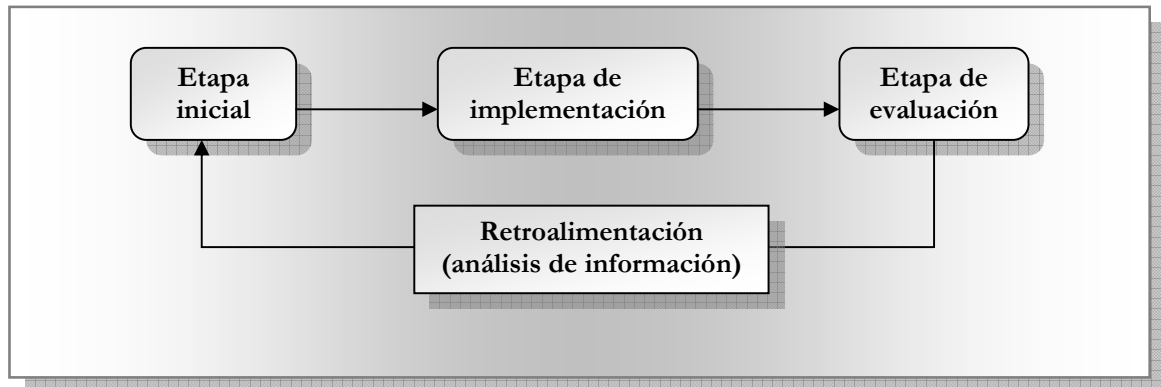 Etapa
inicial
Etapa de
implementación
Etapa de
evaluación
Retroalimentación
(análisis de información)